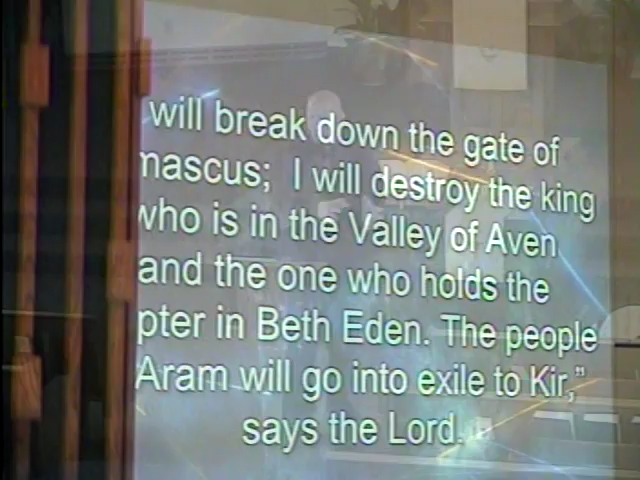 will break down the gate of
mascus; I will destroy the king
who is in the Valley of Aven
and the one who holds the
pter in Beth Eden. The people
Aram will go into exile to Kir,”
says the Lord.